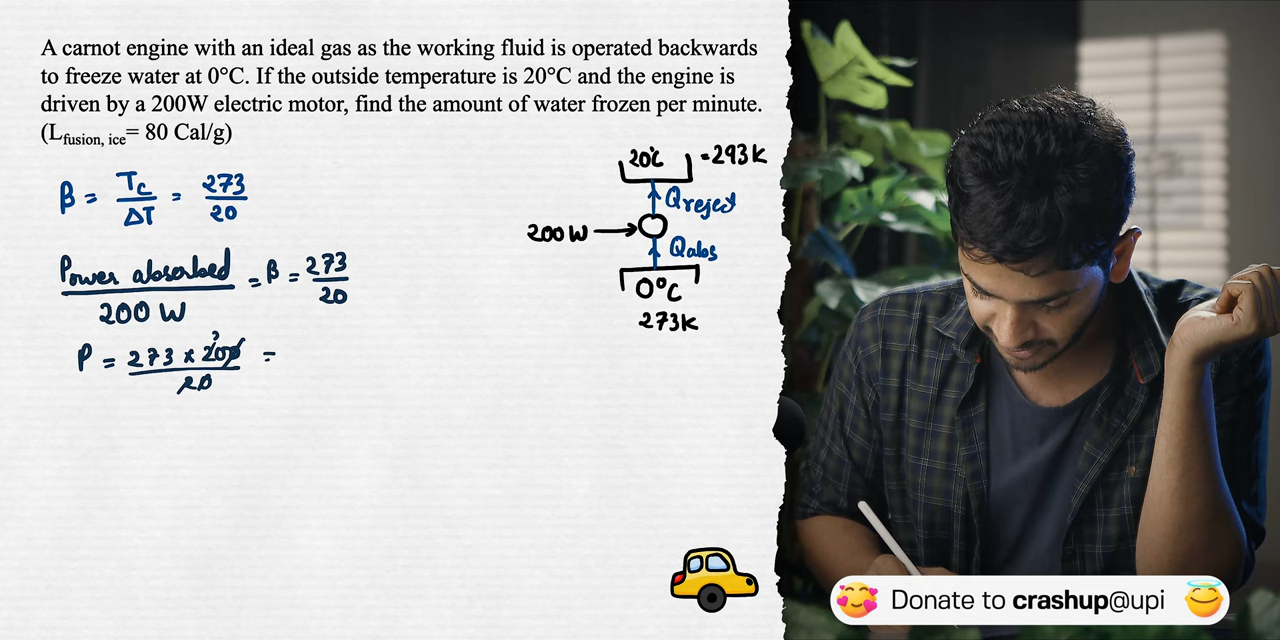 A carnot engine with an ideal gas as the working fluid is operated backwards
to freeze water at 0°C. If the outside temperature is 20°C and the engine is
driven by a 200W electric motor, find the amount of water frozen per minute.
(Lfusion, ice= 80 Cal/g)
β = Tc/ΔT = 273/20
Power absorbed/200 W = β = 273/20
P = 273 × 200/20 =
20°C = 293K
Qreject
200W
Qabs
0°C
273K
Donate to crashup@upi